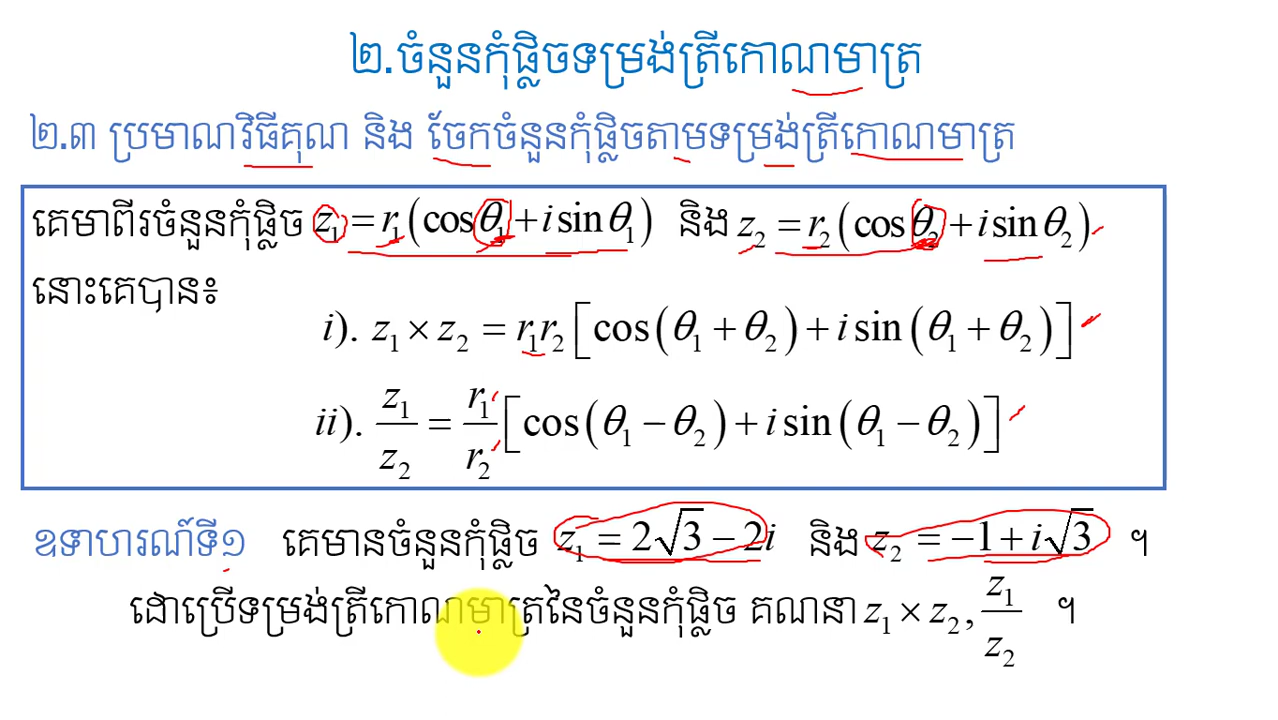 ២.ចំនួនកុំផ្លិចទម្រង់ត្រីកោណមាត្រ
២.៣ ប្រមាណវិធីគុណ និង ចែកចំនួនកុំផ្លិចតាមទម្រង់ត្រីកោណមាត្រ
គេមាពីរចំនួនកុំផ្លិច z₁ = r₁(cosθ₁ + i sinθ₁) និង z₂ = r₂(cosθ₂ + i sinθ₂)
នោះគេបាន៖
i). z₁ × z₂ = r₁r₂[cos(θ₁ + θ₂) + i sin(θ₁ + θ₂)]
ii). z₁/z₂ = r₁/r₂[cos(θ₁ − θ₂) + i sin(θ₁ − θ₂)]
ឧទាហរណ៍ទី១ គេមានចំនួនកុំផ្លិច z₁ = 2√3 − 2i និង z₂ = −1 + i√3 ។
ដោប្រើទម្រង់ត្រីកោណមាត្រនៃចំនួនកុំផ្លិច គណនា z₁ × z₂, z₁/z₂ ។